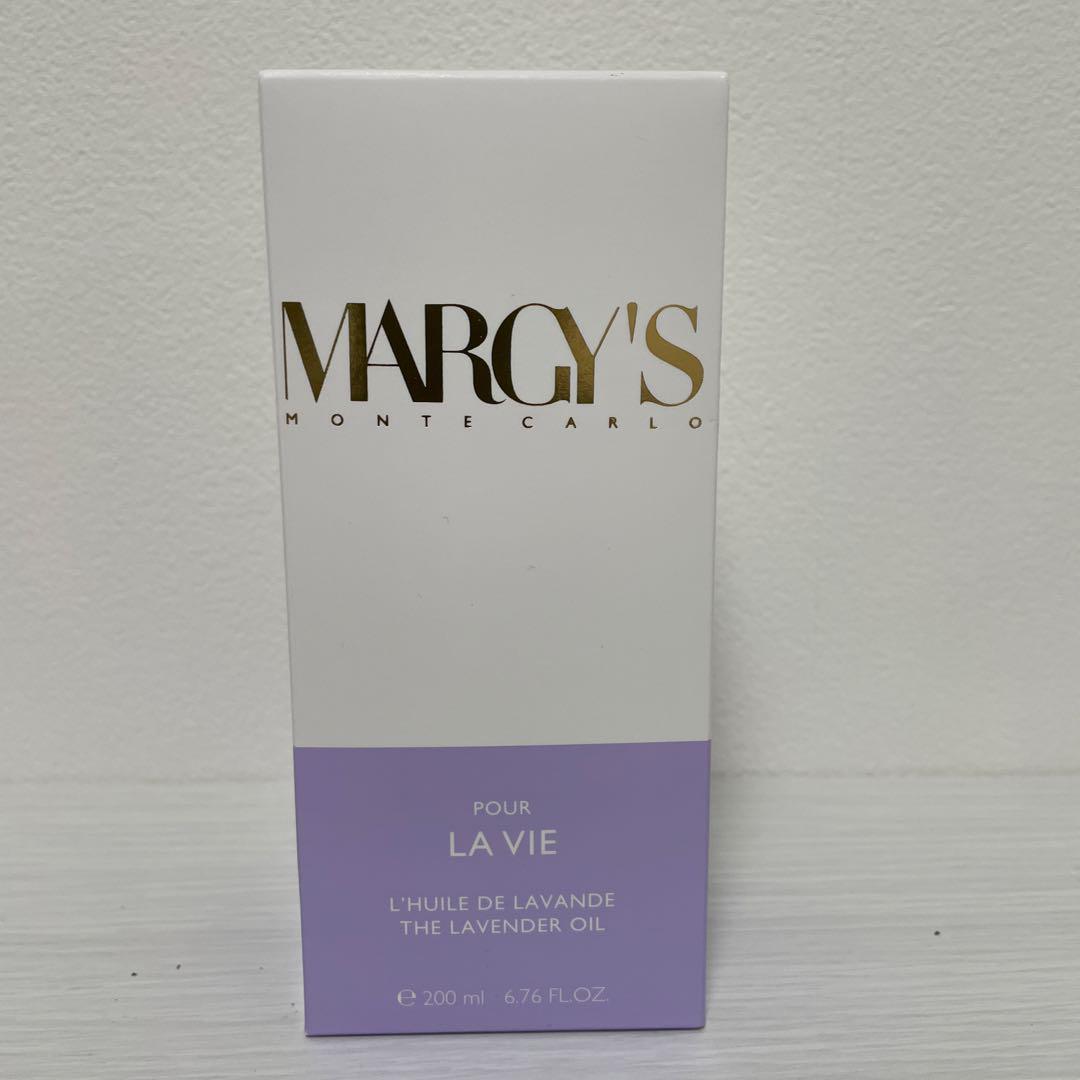 MARGY'S
MONTE CARLO
POUR
LA VIE
L'HUILE DE LAVANDE
THE LAVENDER OIL
℮ 200 ml 6.76 FL.OZ.